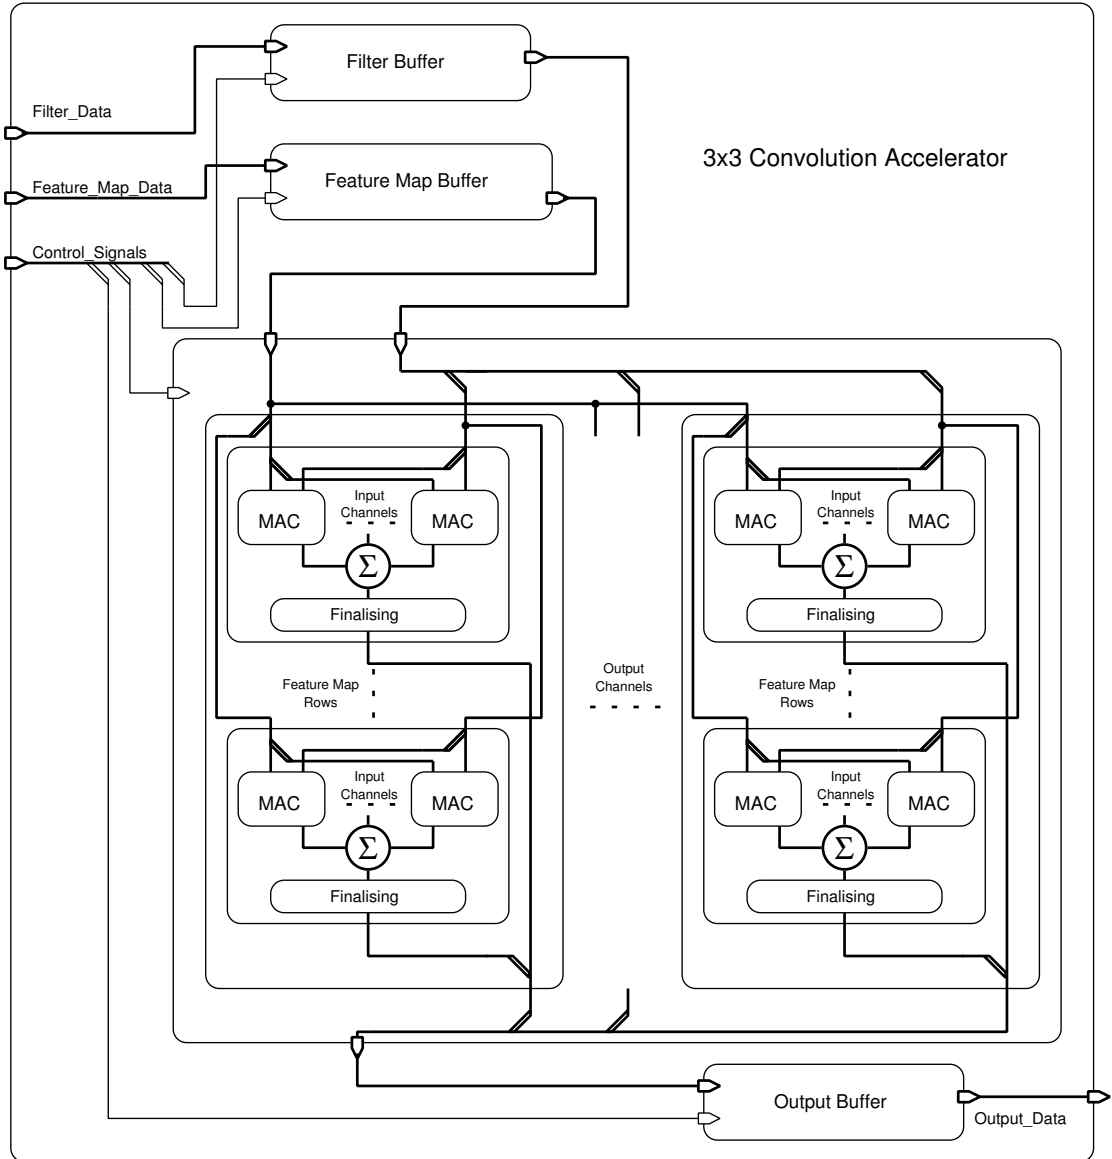 Filter Buffer
Filter_Data
3x3 Convolution Accelerator
Feature Map Buffer
Feature_Map_Data
Control_Signals
MAC
Input
Channels
MAC
Σ
Finalising
MAC
Input
Channels
MAC
Σ
Finalising
Feature Map
Rows
Output
Channels
Feature Map
Rows
MAC
Input
Channels
MAC
Σ
Finalising
MAC
Input
Channels
MAC
Σ
Finalising
Output Buffer
Output_Data